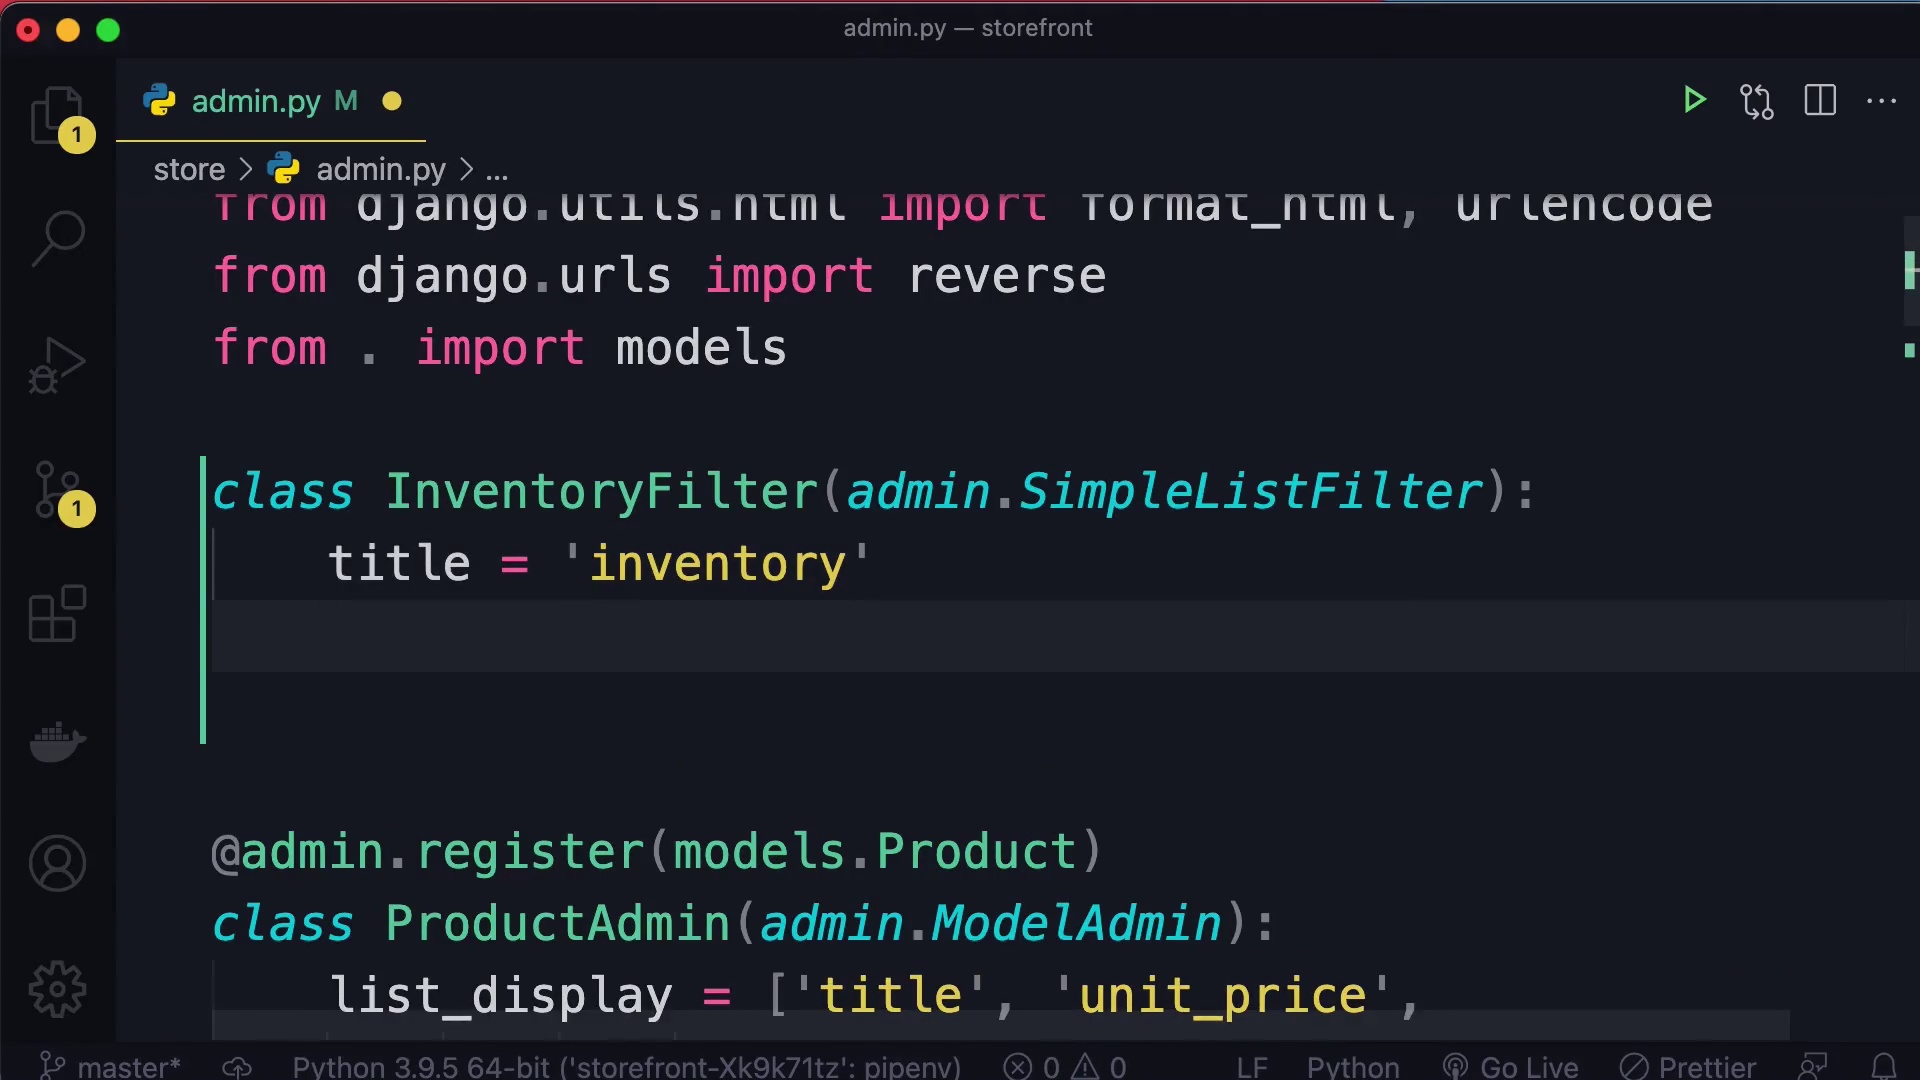 admin.py — storefront
admin.py M
1
store > admin.py > ...
from django.utils.html import format_html, urlencode
from django.urls import reverse
from . import models
class InventoryFilter(admin.SimpleListFilter):
title = 'inventory'
1
@admin.register(models.Product)
class ProductAdmin(admin.ModelAdmin):
list_display = ['title', 'unit_price',
master* Python 3.9.5 64-bit ('storefront-Xk9k71tz': pipenv) 0 0 LF Python Go Live Prettier